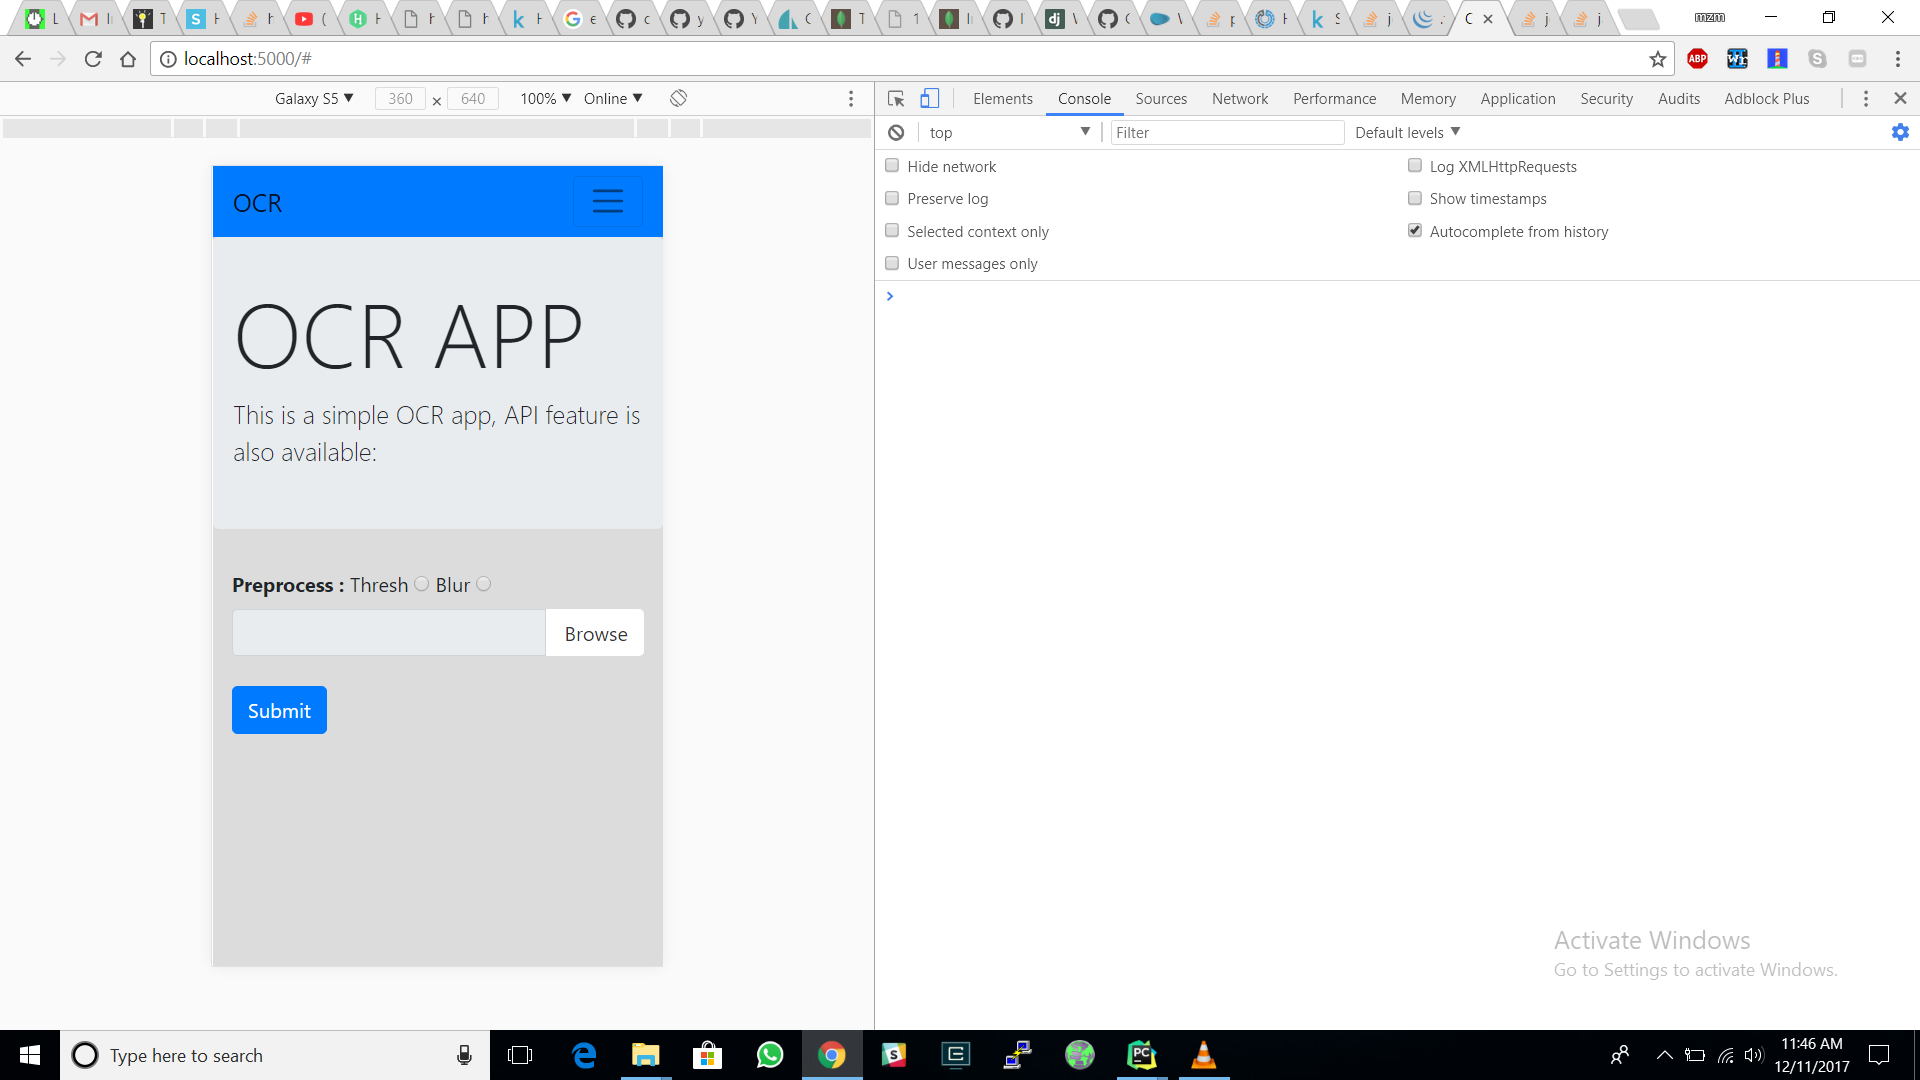 mzm
localhost:5000/#
Galaxy S5 ▼ 360 × 640 100% ▼ Online ▼
Elements Console Sources Network Performance Memory Application Security Audits Adblock Plus
top ▼ Filter Default levels ▼
Hide network Log XMLHttpRequests
Preserve log Show timestamps
Selected context only Autocomplete from history
User messages only
OCR
OCR APP
This is a simple OCR app, API feature is
also available:
Preprocess : Thresh Blur
Browse
Submit
Activate Windows
Go to Settings to activate Windows.
Type here to search
11:46 AM
12/11/2017